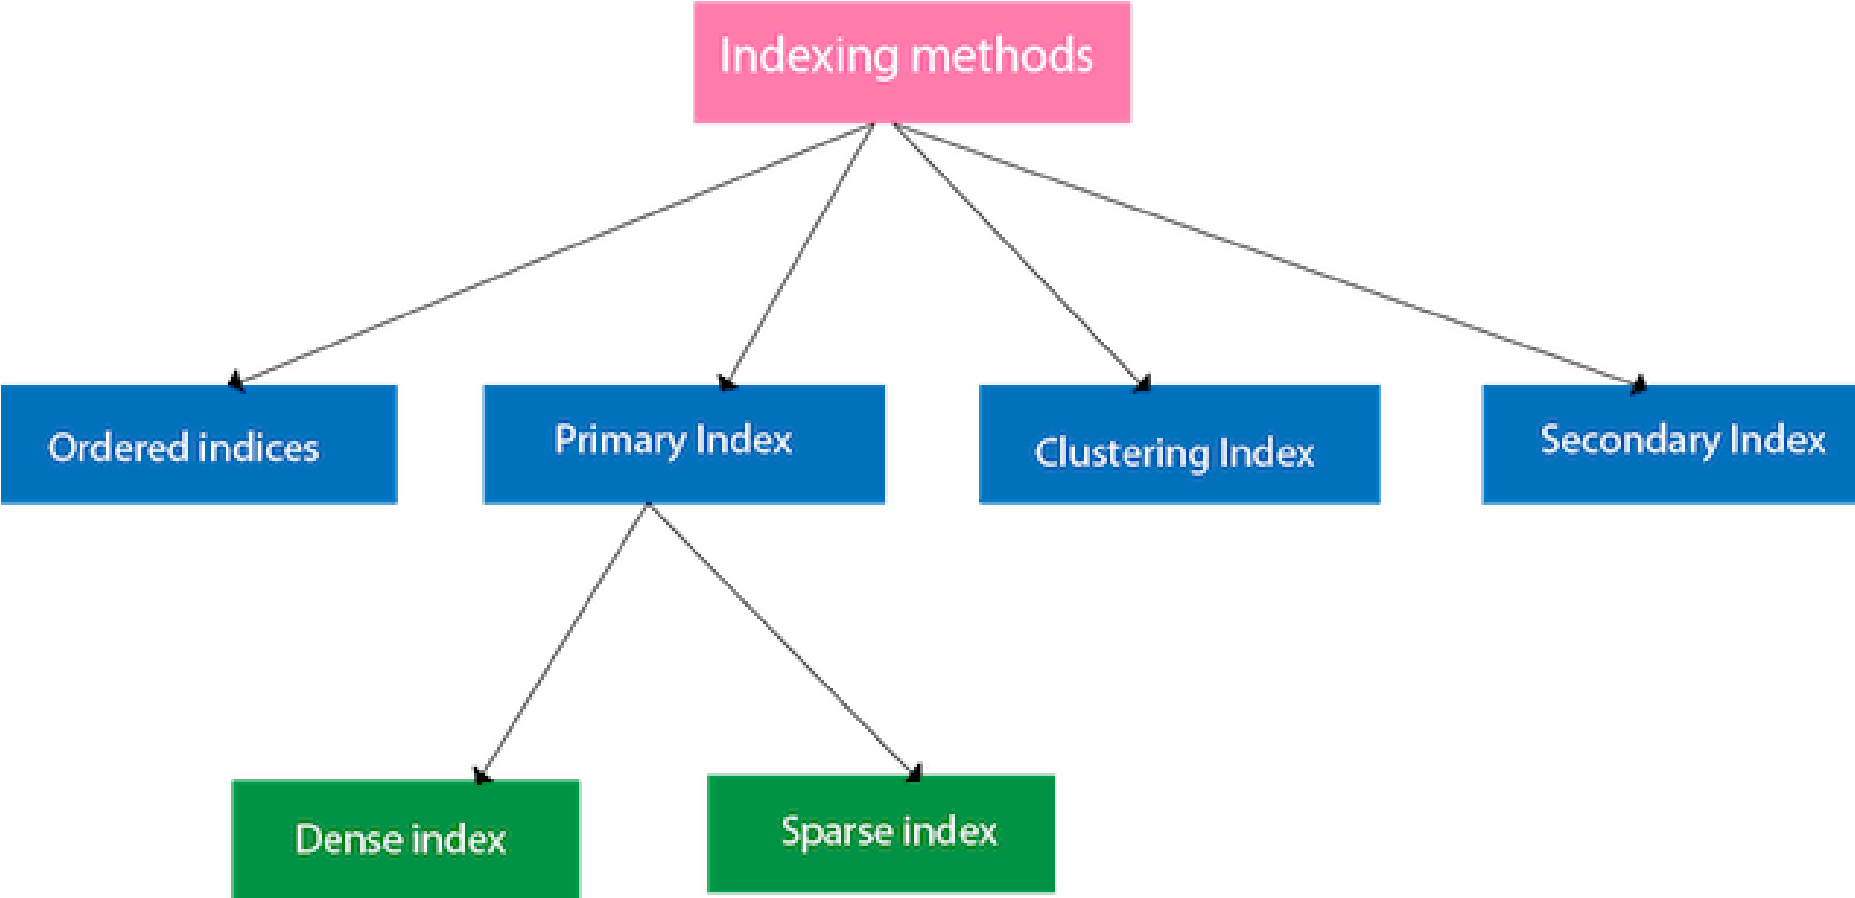 Indexing methods
Ordered indices
Primary Index
Clustering Index
Secondary Index
Dense index
Sparse index